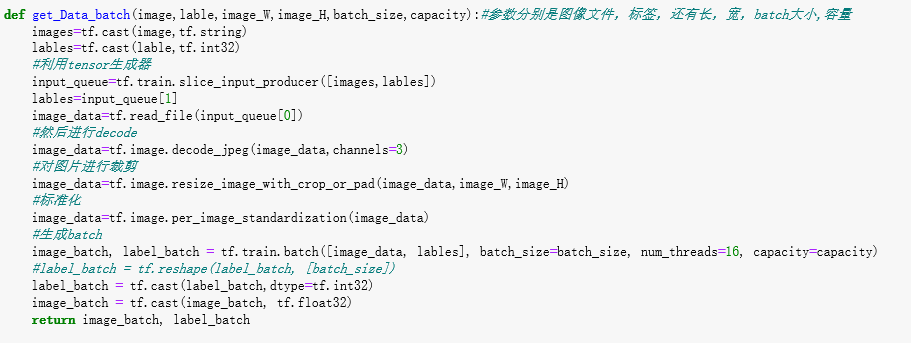 def get_Data_batch(image,lable,image_W,image_H,batch_size,capacity):#参数分别是图像文件, 标签, 还有长, 宽, batch大小,容量
    images=tf.cast(image,tf.string)
    lables=tf.cast(lable,tf.int32)
    #利用tensor生成器
    input_queue=tf.train.slice_input_producer([images,lables])
    lables=input_queue[1]
    image_data=tf.read_file(input_queue[0])
    #然后进行decode
    image_data=tf.image.decode_jpeg(image_data,channels=3)
    #对图片进行裁剪
    image_data=tf.image.resize_image_with_crop_or_pad(image_data,image_W,image_H)
    #标准化
    image_data=tf.image.per_image_standardization(image_data)
    #生成batch
    image_batch, label_batch = tf.train.batch([image_data, lables], batch_size=batch_size, num_threads=16, capacity=capacity)
    #label_batch = tf.reshape(label_batch, [batch_size])
    label_batch = tf.cast(label_batch,dtype=tf.int32)
    image_batch = tf.cast(image_batch, tf.float32)
    return image_batch, label_batch